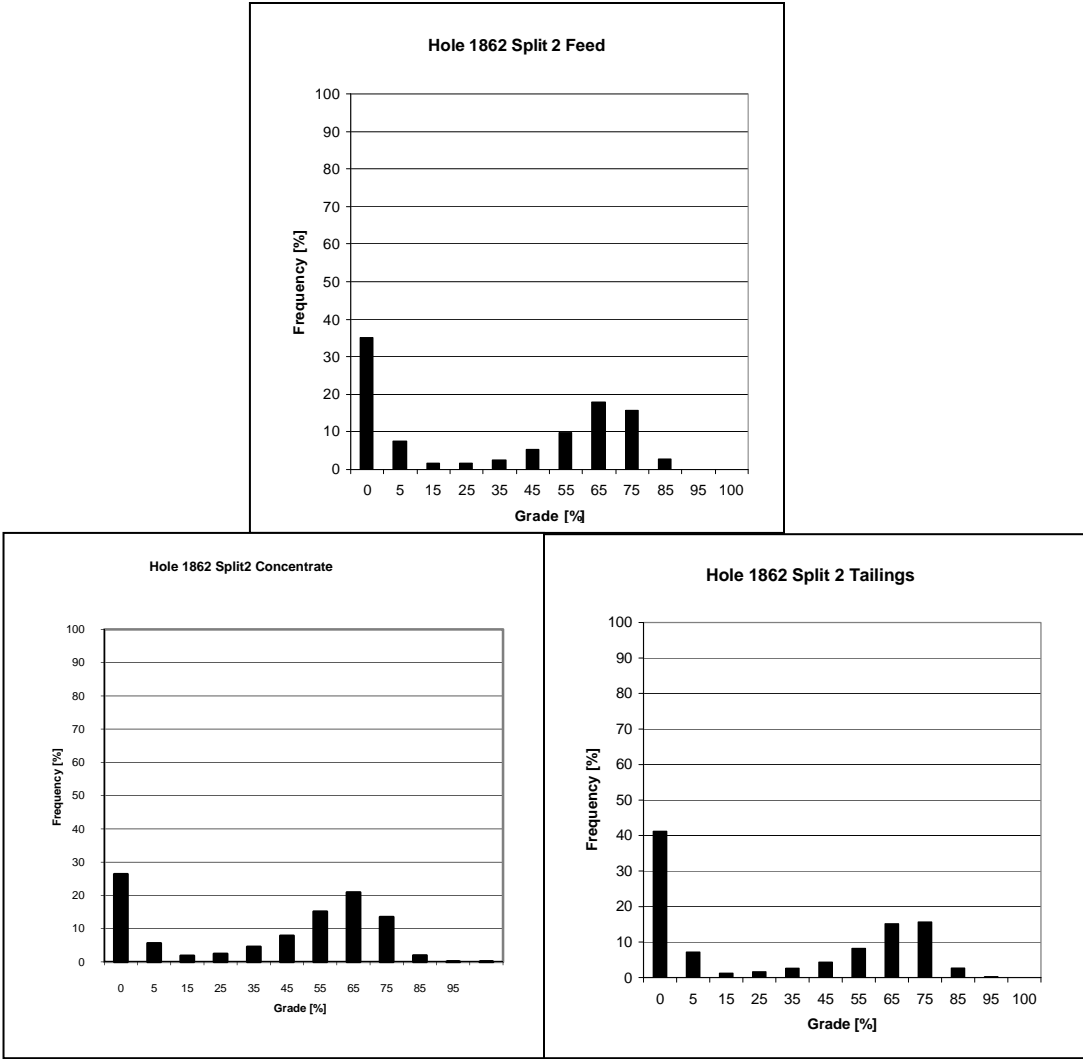 Hole 1862 Split 2 Feed
100
90
80
70
60
50
40
30
20
10
0
Frequency [%]
0 5 15 25 35 45 55 65 75 85 95 100
Grade [%]
Hole 1862 Split2 Concentrate
100
90
80
70
60
50
40
30
20
10
0
Frequency [%]
0 5 15 25 35 45 55 65 75 85 95
Grade [%]
Hole 1862 Split 2 Tailings
100
90
80
70
60
50
40
30
20
10
0
Frequency [%]
0 5 15 25 35 45 55 65 75 85 95 100
Grade [%]